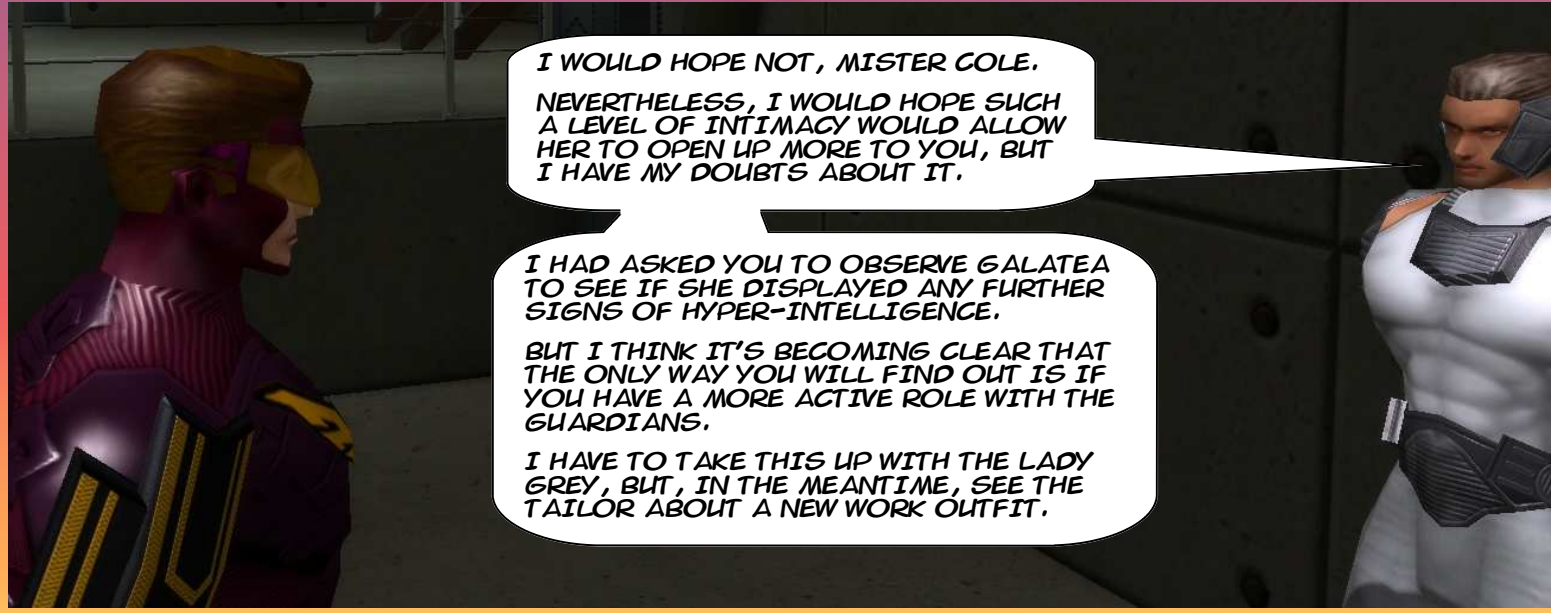 I WOULD HOPE NOT, MISTER COLE.
NEVERTHELESS, I WOULD HOPE SUCH
A LEVEL OF INTIMACY WOULD ALLOW
HER TO OPEN UP MORE TO YOU, BUT
I HAVE MY DOUBTS ABOUT IT.
I HAD ASKED YOU TO OBSERVE GALATEA
TO SEE IF SHE DISPLAYED ANY FURTHER
SIGNS OF HYPER-INTELLIGENCE.
BUT I THINK IT'S BECOMING CLEAR THAT
THE ONLY WAY YOU WILL FIND OUT IS IF
YOU HAVE A MORE ACTIVE ROLE WITH THE
GUARDIANS.
I HAVE TO TAKE THIS UP WITH THE LADY
GREY, BUT, IN THE MEANTIME, SEE THE
TAILOR ABOUT A NEW WORK OUTFIT.